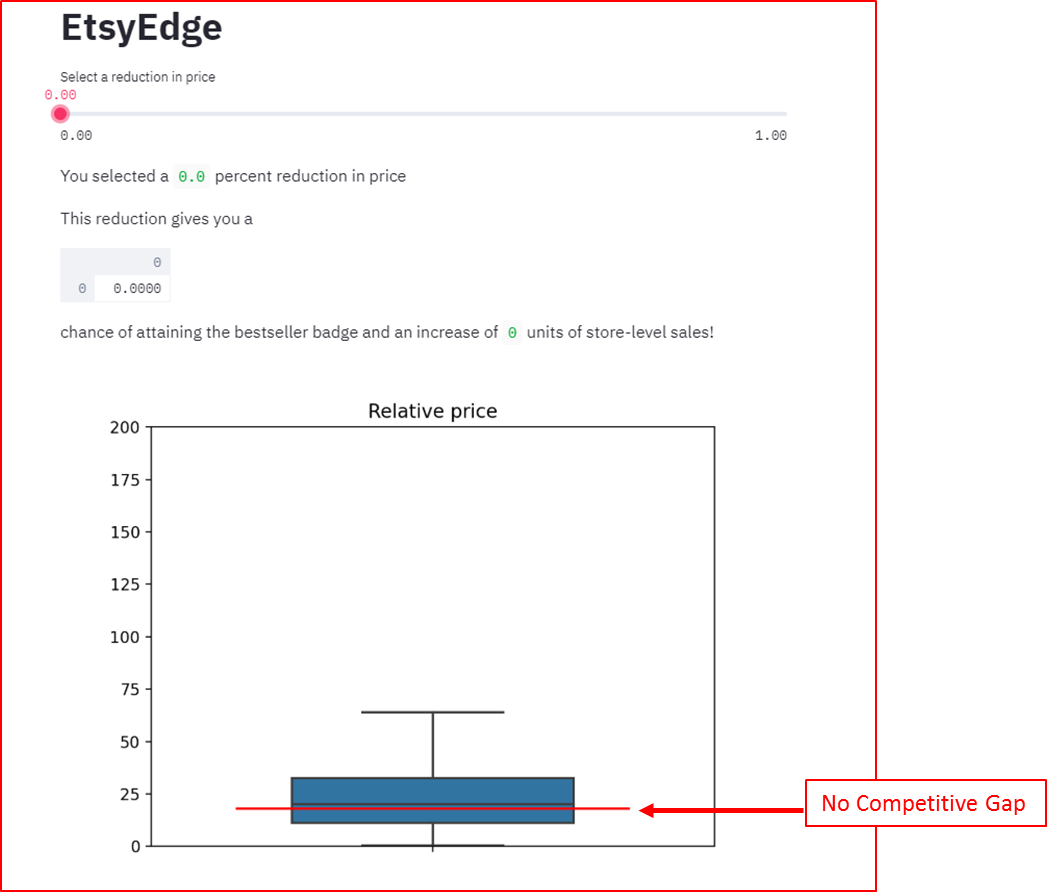 EtsyEdge
Select a reduction in price
0.00
0.00 1.00
You selected a 0.0 percent reduction in price
This reduction gives you a
0
0 0.0000
chance of attaining the bestseller badge and an increase of 0 units of store-level sales!
Relative price
200
175
150
125
100
75
50
25
No Competitive Gap
0